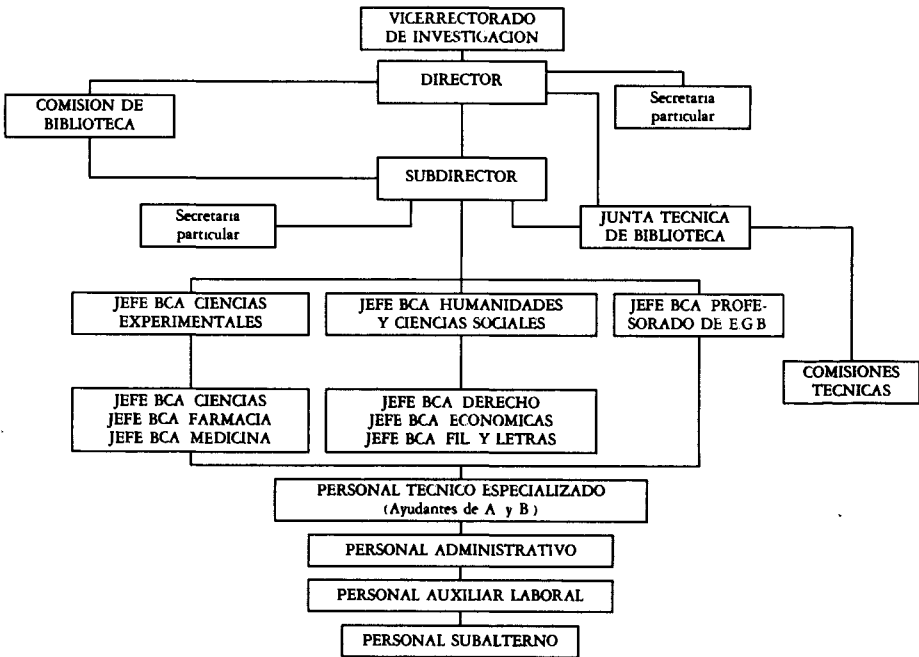 VICERRECTORADO
DE INVESTIGACION
DIRECTOR
COMISION DE
BIBLIOTECA
Secretaria
particular
SUBDIRECTOR
Secretaria
particular
JUNTA TECNICA
DE BIBLIOTECA
JEFE BCA CIENCIAS
EXPERIMENTALES
JEFE BCA HUMANIDADES
Y CIENCIAS SOCIALES
JEFE BCA PROFE-
SORADO DE E G B
COMISIONES
TECNICAS
JEFE BCA CIENCIAS
JEFE BCA FARMACIA
JEFE BCA MEDICINA
JEFE BCA DERECHO
JEFE BCA ECONOMICAS
JEFE BCA FIL Y LETRAS
PERSONAL TECNICO ESPECIALIZADO
(Ayudantes de A y B)
PERSONAL ADMINISTRATIVO
PERSONAL AUXILIAR LABORAL
PERSONAL SUBALTERNO